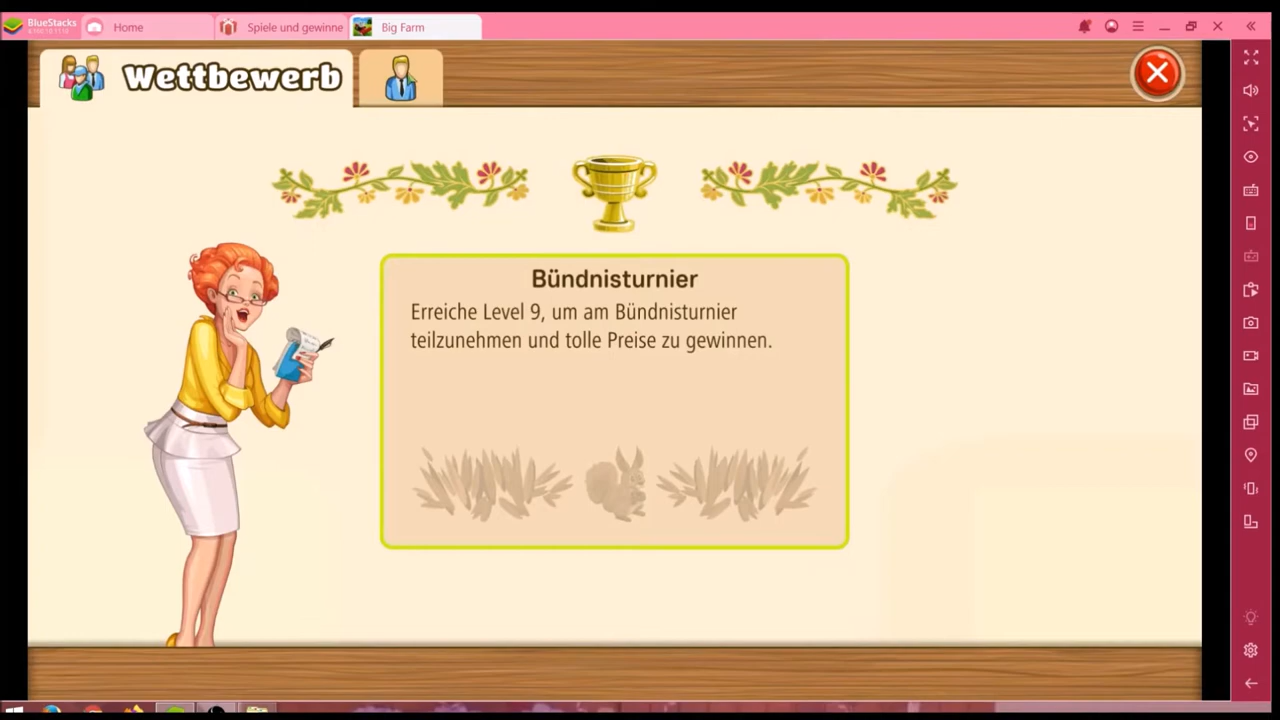 BlueStacks
Home
Spiele und gewinne
Big Farm
Wettbewerb
Bündnisturnier
Erreiche Level 9, um am Bündnisturnier
teilzunehmen und tolle Preise zu gewinnen.